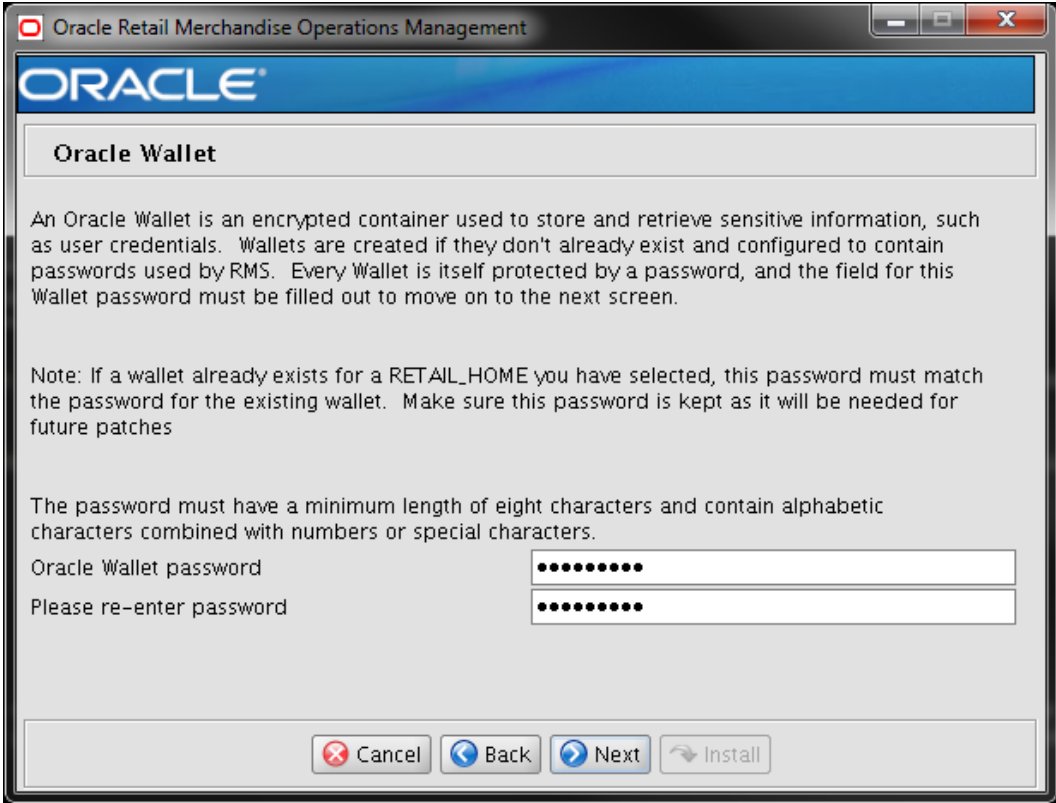 Oracle Retail Merchandise Operations Management
ORACLE®
Oracle Wallet
An Oracle Wallet is an encrypted container used to store and retrieve sensitive information, such
as user credentials.  Wallets are created if they don't already exist and configured to contain
passwords used by RMS.  Every Wallet is itself protected by a password, and the field for this
Wallet password must be filled out to move on to the next screen.
Note: If a wallet already exists for a RETAIL_HOME you have selected, this password must match
the password for the existing wallet.  Make sure this password is kept as it will be needed for
future patches
The password must have a minimum length of eight characters and contain alphabetic
characters combined with numbers or special characters.
Oracle Wallet password •••••••••
Please re-enter password •••••••••
Cancel Back Next Install